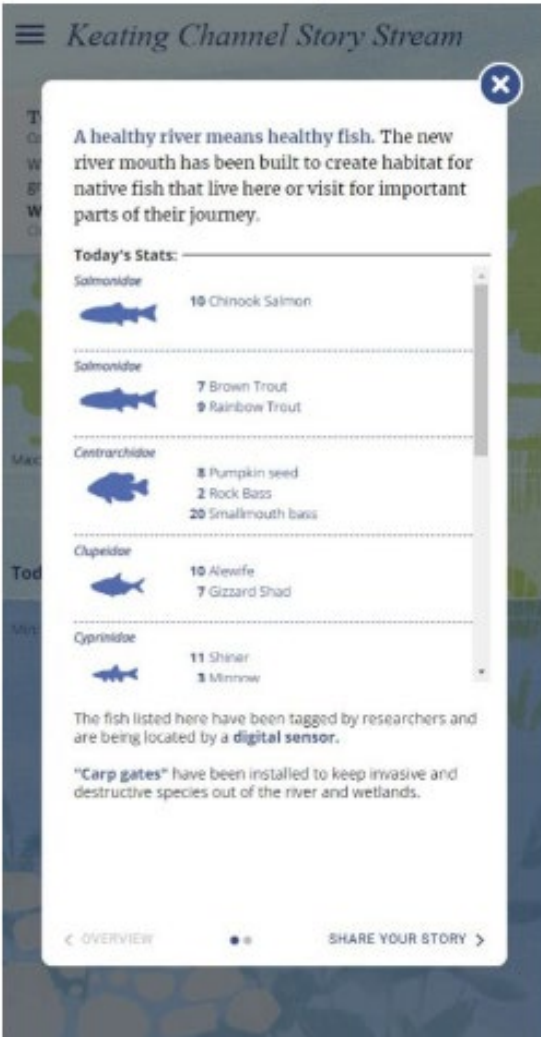 Keating Channel Story Stream
A healthy river means healthy fish. The new
river mouth has been built to create habitat for
native fish that live here or visit for important
parts of their journey.
Today's Stats:
Salmonidae
10 Chinook Salmon
Salmonidae
7 Brown Trout
9 Rainbow Trout
Centrarchidae
8 Pumpkin seed
2 Rock Bass
20 Smallmouth bass
Clupeidae
10 Alewife
7 Gizzard Shad
Cyprinidae
11 Shiner
3 Minnow
The fish listed here have been tagged by researchers and
are being located by a digital sensor.
"Carp gates" have been installed to keep invasive and
destructive species out of the river and wetlands.
< OVERVIEW
SHARE YOUR STORY >